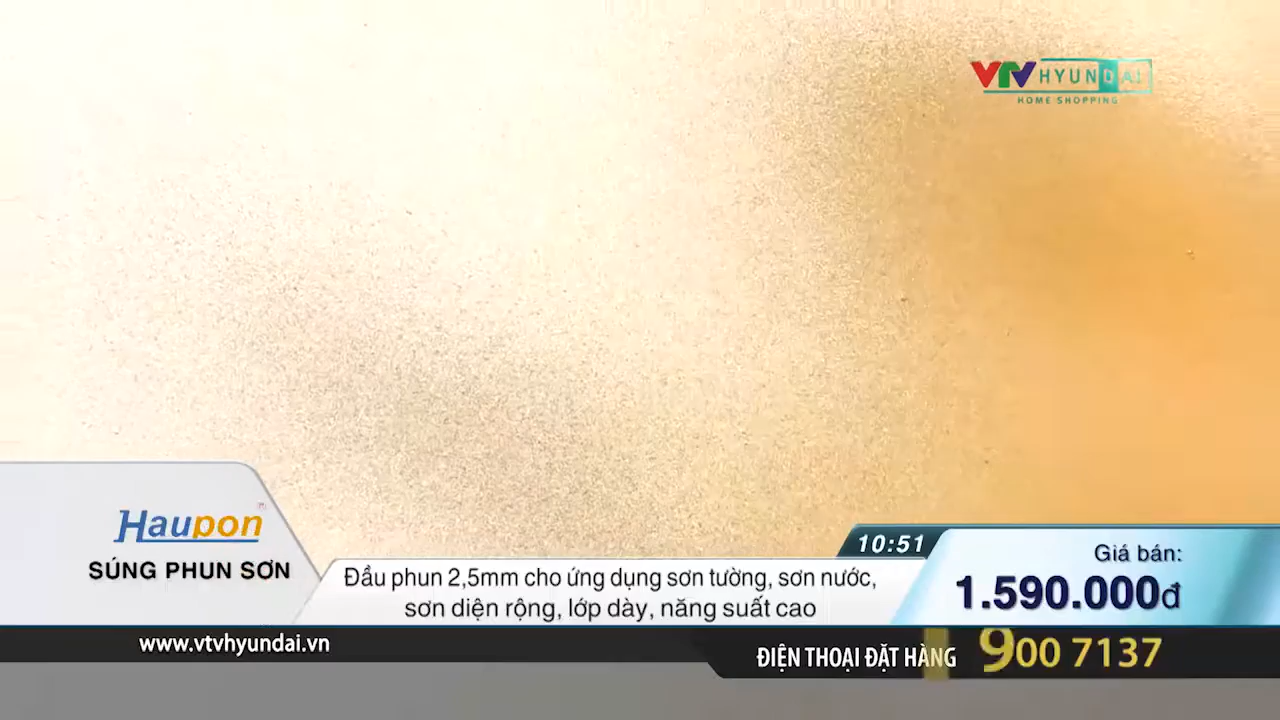 VTV HYUNDAI
HOME SHOPPING
Haupon
SÚNG PHUN SƠN
10:51
Giá bán:
1.590.000đ
Đầu phun 2,5mm cho ứng dụng sơn tường, sơn nước,
sơn diện rộng, lớp dày, năng suất cao
www.vtvhyundai.vn
ĐIỆN THOẠI ĐẶT HÀNG 900 7137